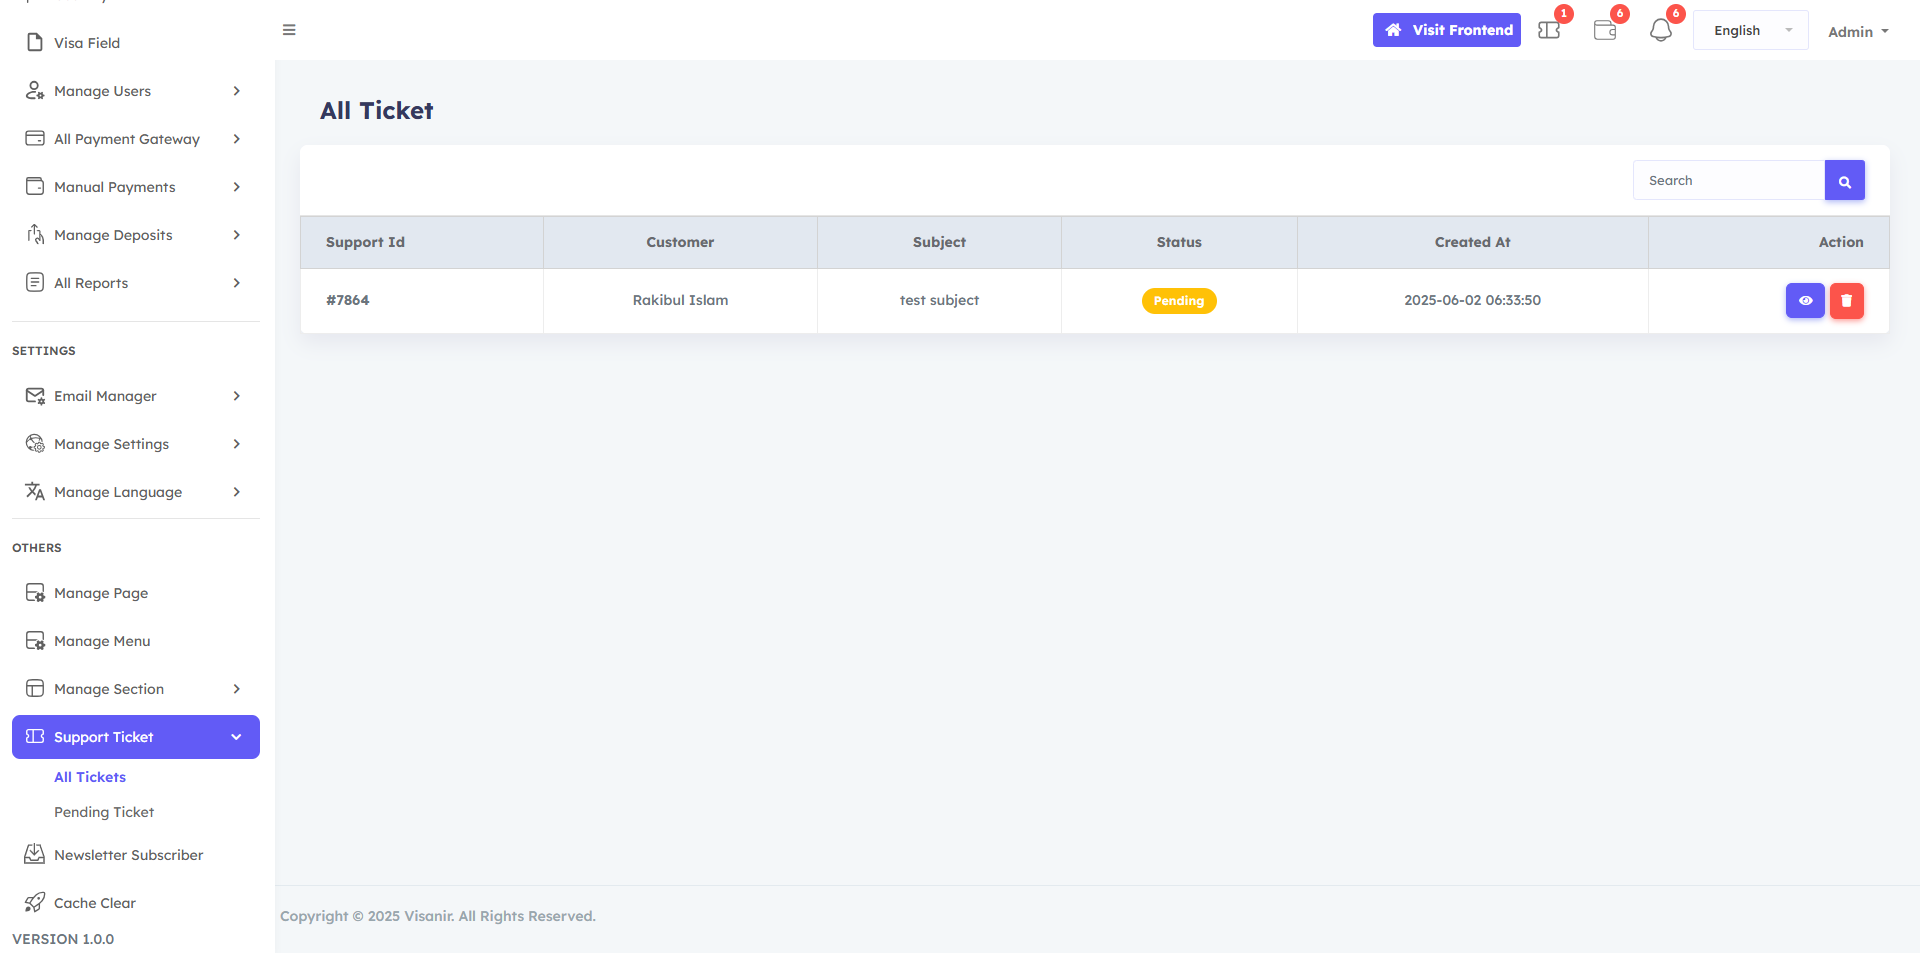 Visa Field
Manage Users
All Payment Gateway
Manual Payments
Manage Deposits
All Reports
SETTINGS
Email Manager
Manage Settings
Manage Language
OTHERS
Manage Page
Manage Menu
Manage Section
Support Ticket
All Tickets
Pending Ticket
Newsletter Subscriber
Cache Clear
VERSION 1.0.0
Visit Frontend 1 6 6 English Admin
All Ticket
Search
Support Id Customer Subject Status Created At Action
#7864 Rakibul Islam test subject Pending 2025-06-02 06:33:50
Copyright © 2025 Visanir. All Rights Reserved.